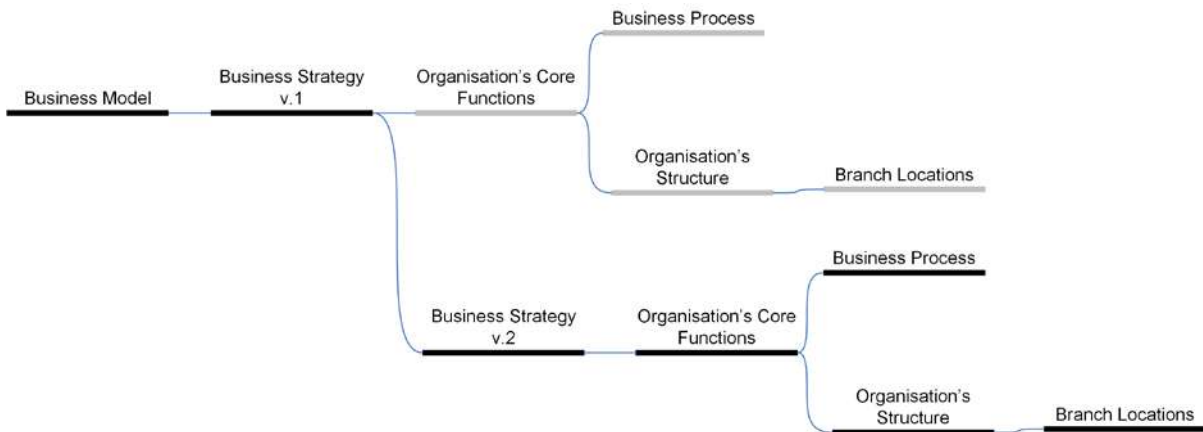 Business Process
Business Strategy
v.1
Organisation's Core
Functions
Business Model
Organisation's
Structure
Branch Locations
Business Process
Business Strategy
v.2
Organisation's Core
Functions
Organisation's
Structure
Branch Locations